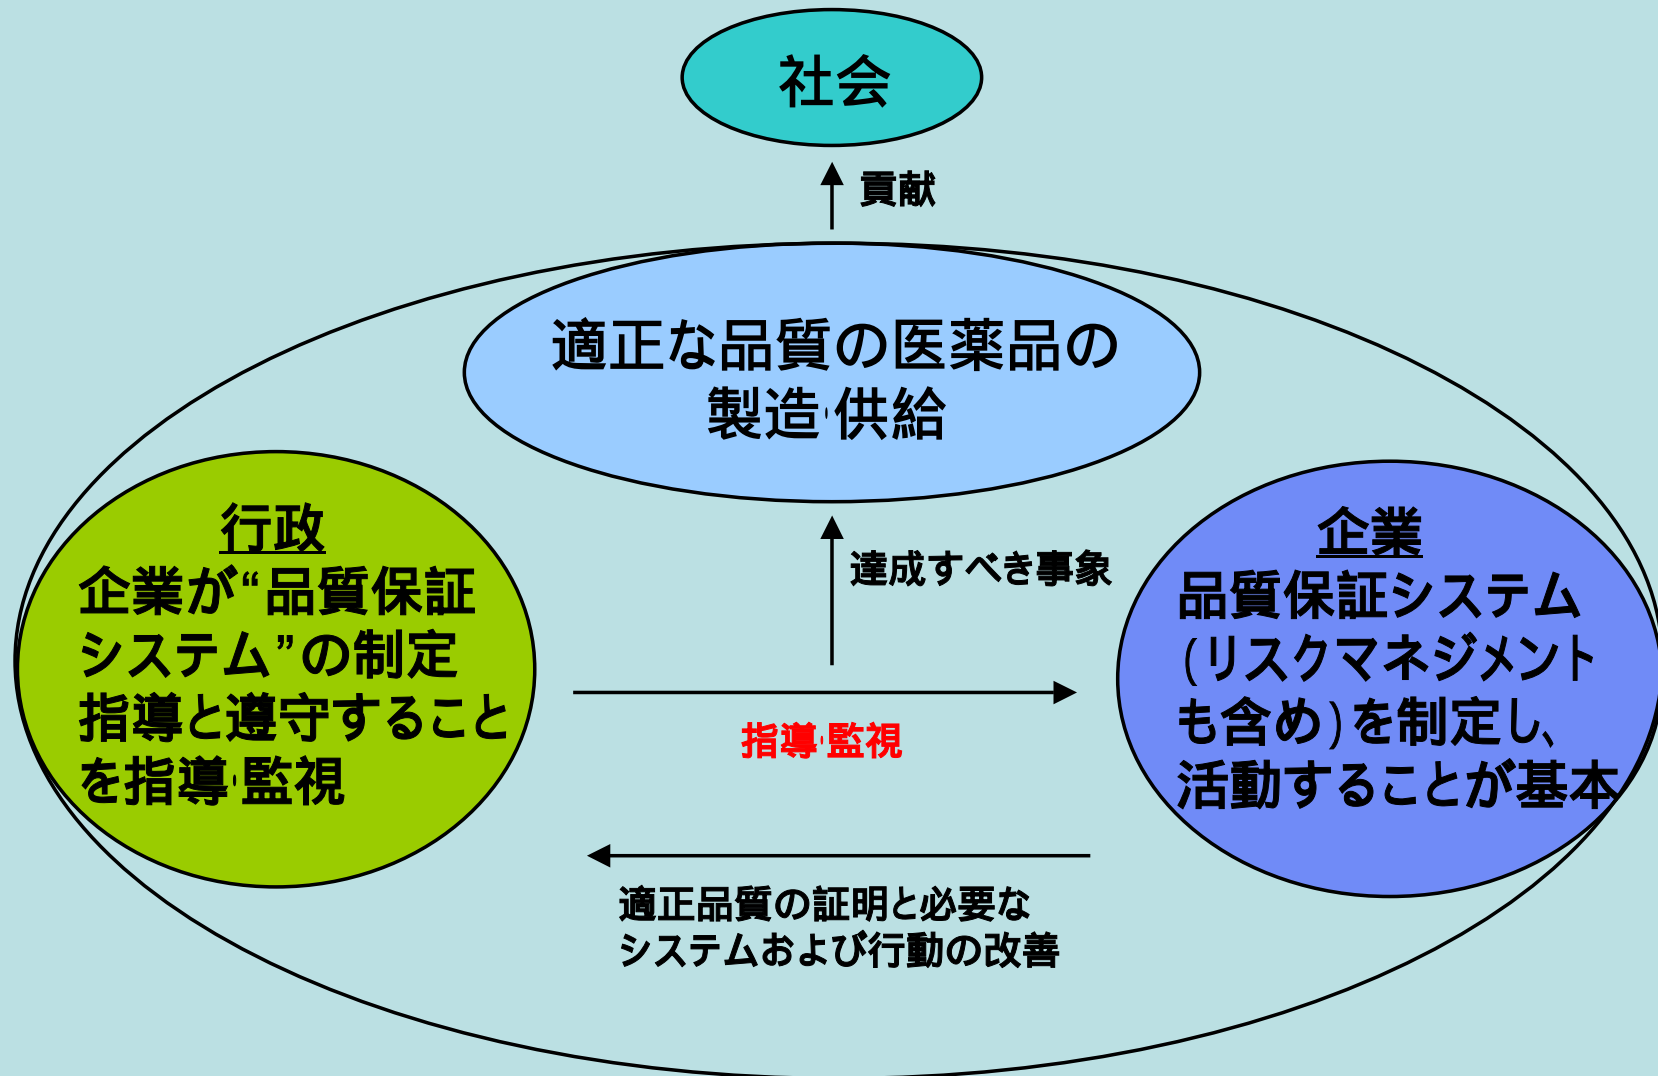 社会
貢献
適正な品質の医薬品の
製造・供給
行政
企業が“品質保証
システム”の制定
指導と遵守すること
を指導・監視
達成すべき事象
指導・監視
企業
品質保証システム
(リスクマネジメント
も含め)を制定し、
活動することが基本
適正品質の証明と必要な
システムおよび行動の改善